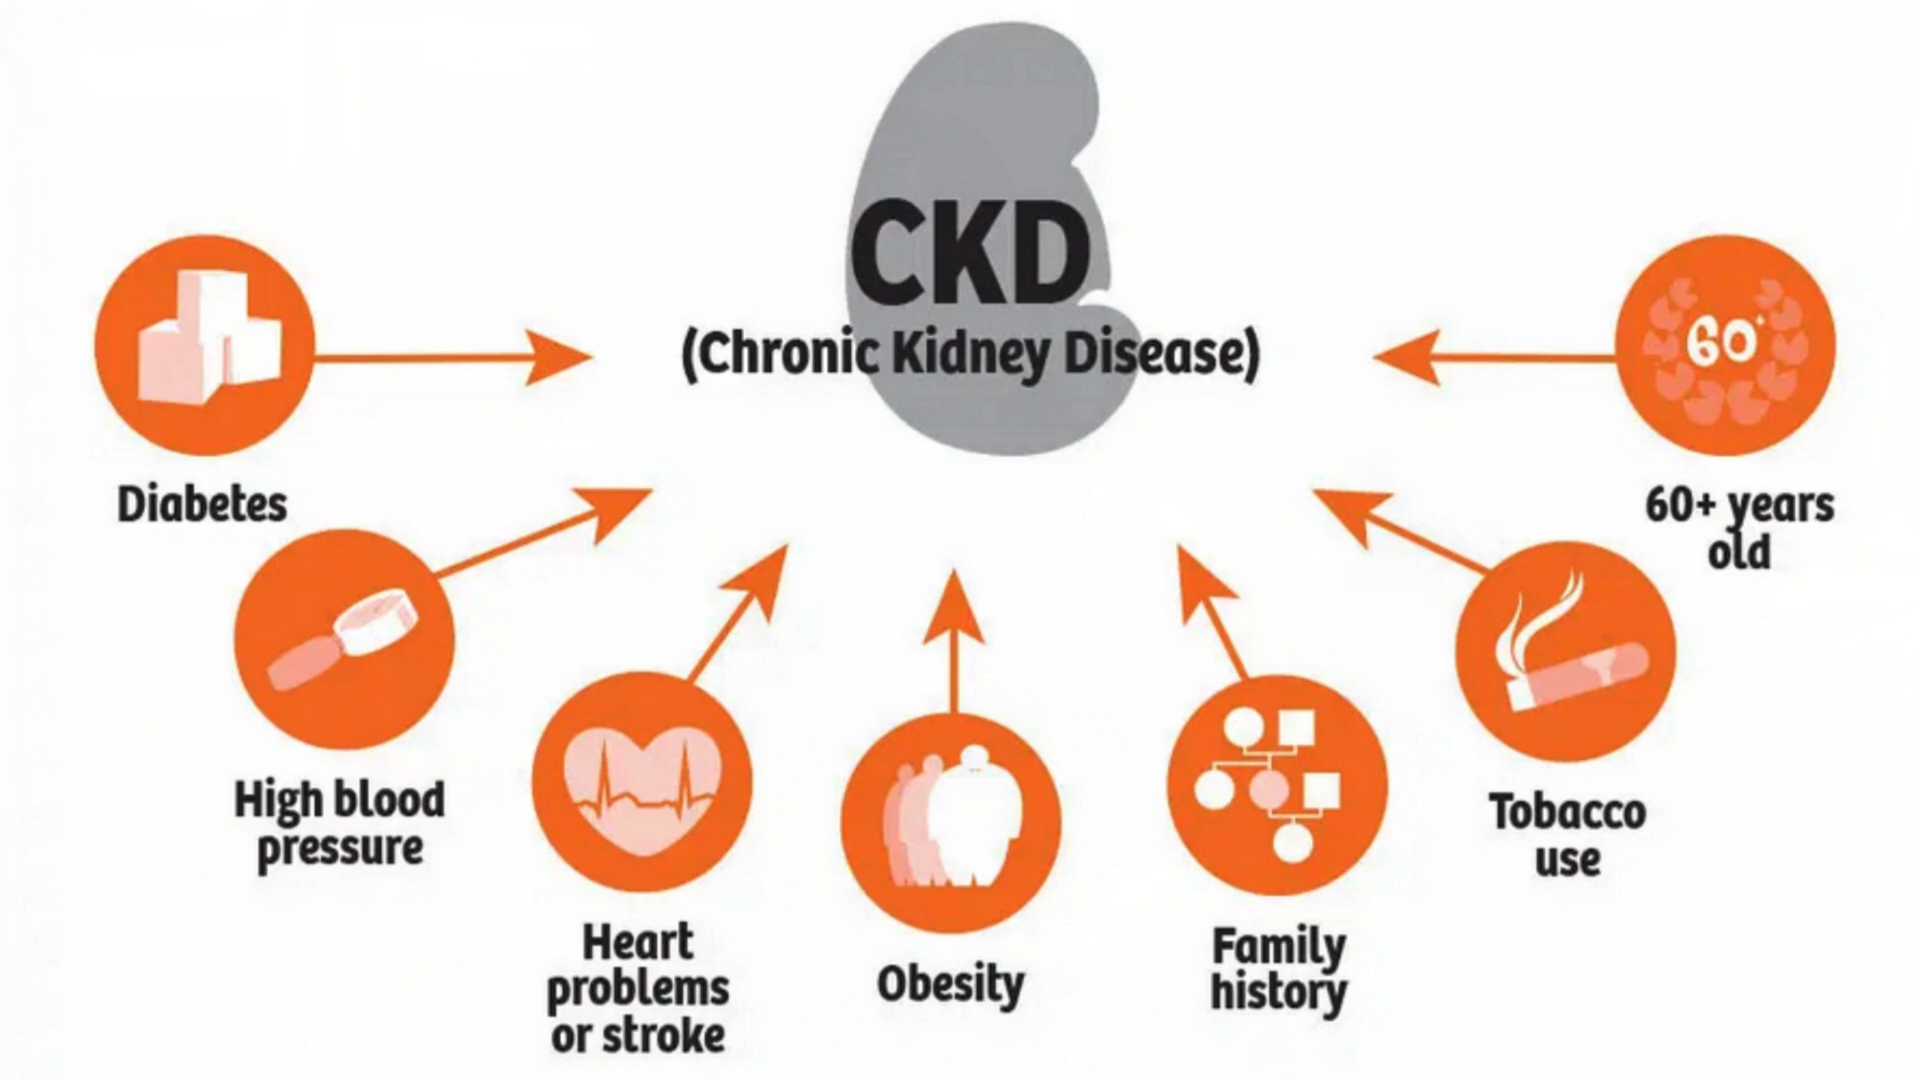 CKD
(Chronic Kidney Disease)
60+
Diabetes
60+ years
old
High blood
pressure
Tobacco
use
Heart
problems
or stroke
Obesity
Family
history